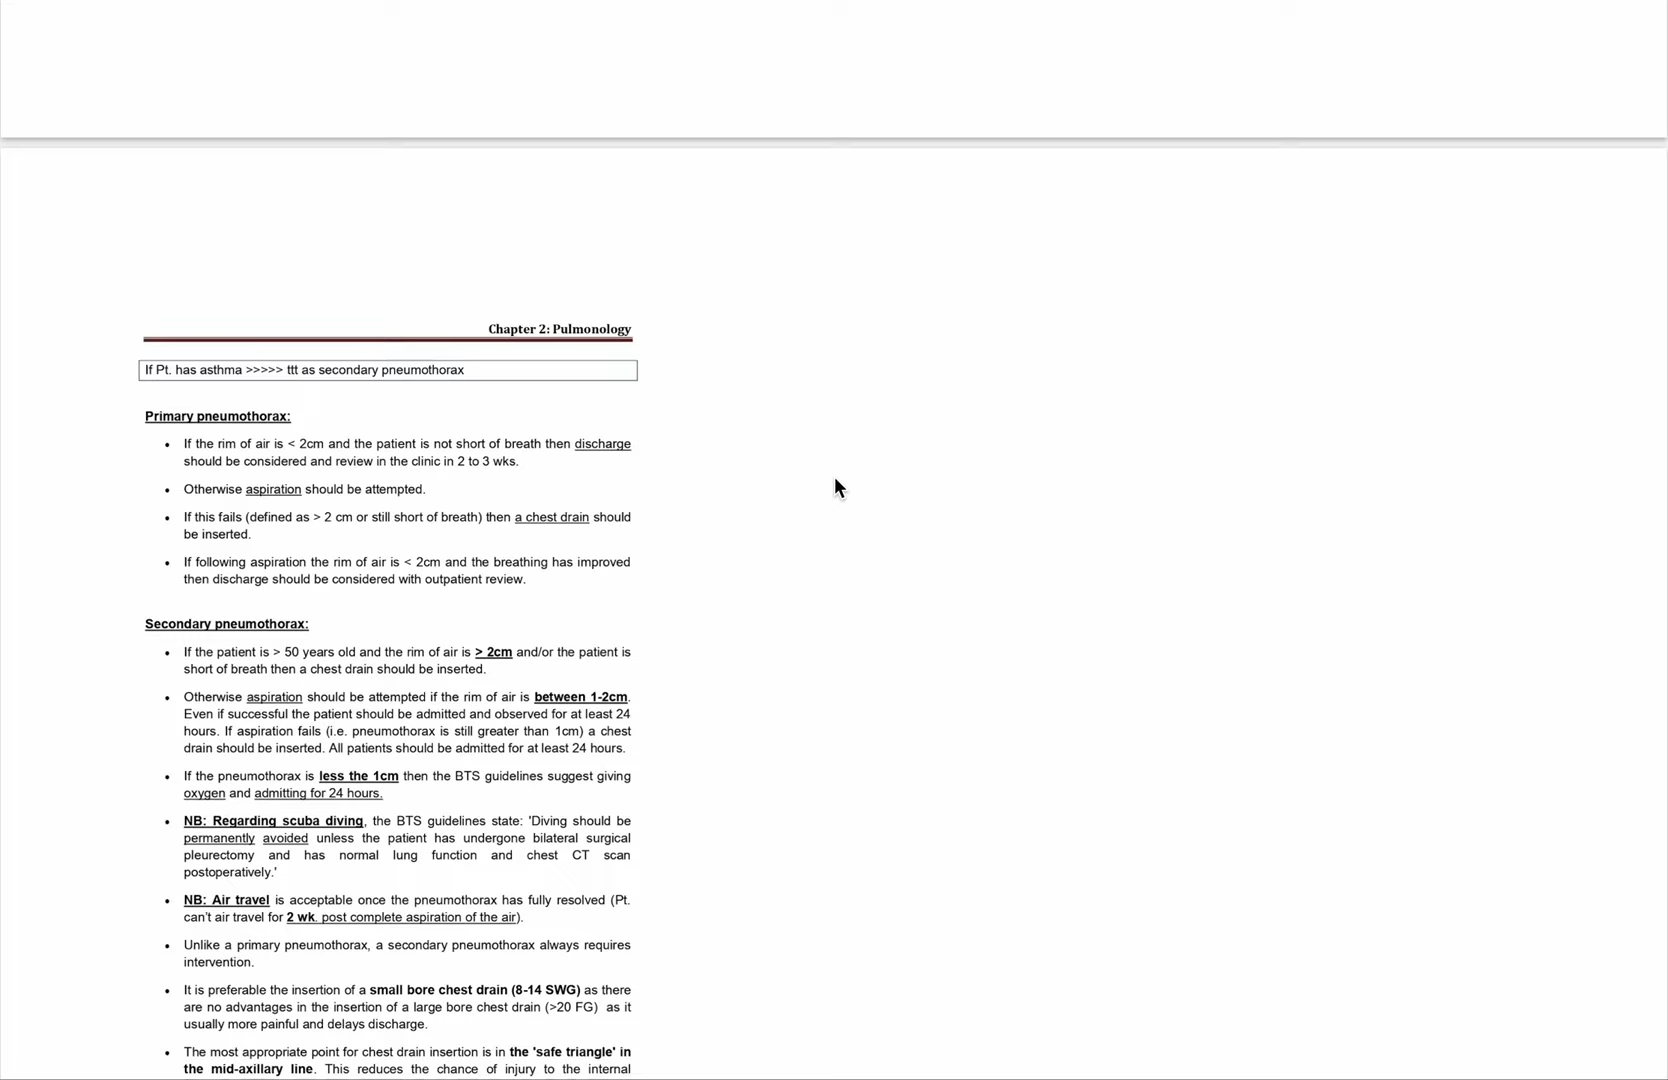 Chapter 2: Pulmonology
If Pt. has asthma >>>>> ttt as secondary pneumothorax
Primary pneumothorax:
• If the rim of air is < 2cm and the patient is not short of breath then discharge
should be considered and review in the clinic in 2 to 3 wks.
• Otherwise aspiration should be attempted.
• If this fails (defined as > 2 cm or still short of breath) then a chest drain should
be inserted.
• If following aspiration the rim of air is < 2cm and the breathing has improved
then discharge should be considered with outpatient review.
Secondary pneumothorax:
• If the patient is > 50 years old and the rim of air is > 2cm and/or the patient is
short of breath then a chest drain should be inserted.
• Otherwise aspiration should be attempted if the rim of air is between 1-2cm.
Even if successful the patient should be admitted and observed for at least 24
hours. If aspiration fails (i.e. pneumothorax is still greater than 1cm) a chest
drain should be inserted. All patients should be admitted for at least 24 hours.
• If the pneumothorax is less the 1cm then the BTS guidelines suggest giving
oxygen and admitting for 24 hours.
• NB: Regarding scuba diving, the BTS guidelines state: 'Diving should be
permanently avoided unless the patient has undergone bilateral surgical
pleurectomy and has normal lung function and chest CT scan
postoperatively.'
• NB: Air travel is acceptable once the pneumothorax has fully resolved (Pt.
can't air travel for 2 wk. post complete aspiration of the air).
• Unlike a primary pneumothorax, a secondary pneumothorax always requires
intervention.
• It is preferable the insertion of a small bore chest drain (8-14 SWG) as there
are no advantages in the insertion of a large bore chest drain (>20 FG) as it
usually more painful and delays discharge.
• The most appropriate point for chest drain insertion is in the 'safe triangle' in
the mid-axillary line. This reduces the chance of injury to the internal